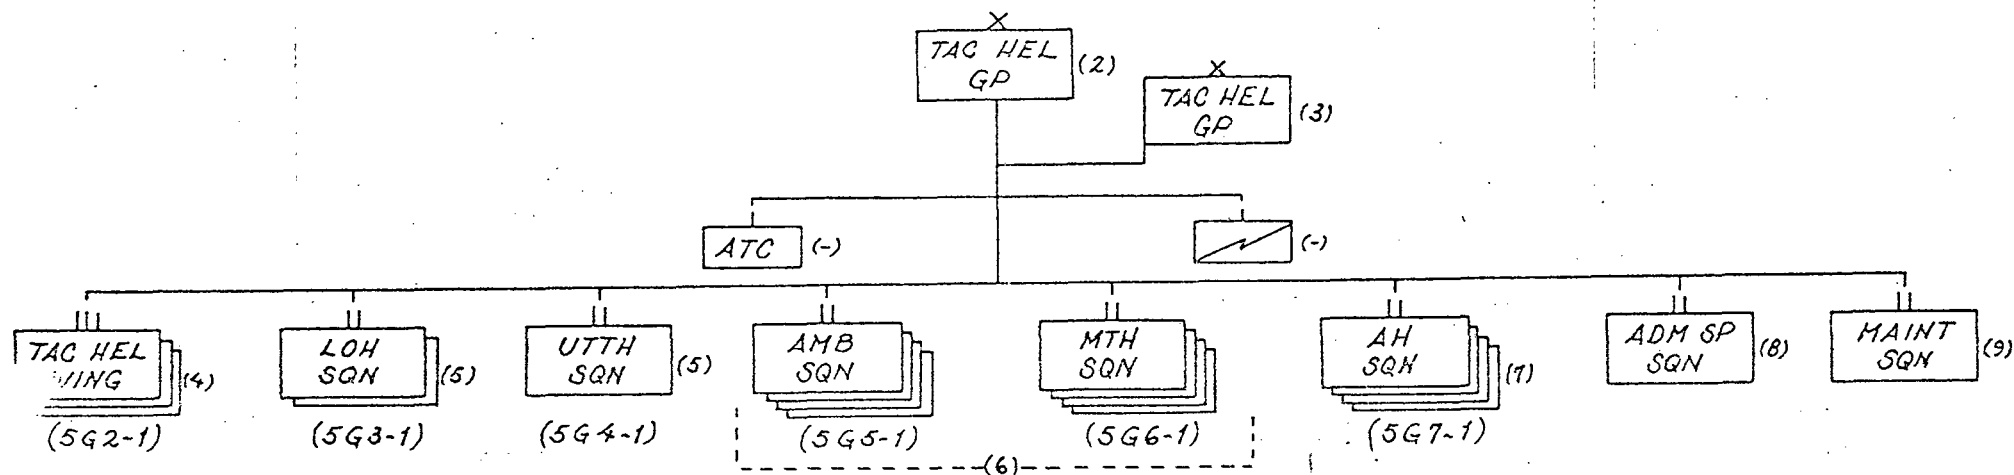 TAC HEL
GP
(2)
TAC HEL
GP
(3)
ATC
(-)
(-)
TAC HEL
(4)
LOH
SQN
(5)
UTTH
SQN
(5)
AMB
SQN
MTH
SQN
AH
SQN
(7)
ADM SP
SQN
(8)
MAINT
SQN
(9)
(5G2-1)
(5G3-1)
(5G4-1)
(5G5-1)
(5G6-1)
(5G7-1)
(6)